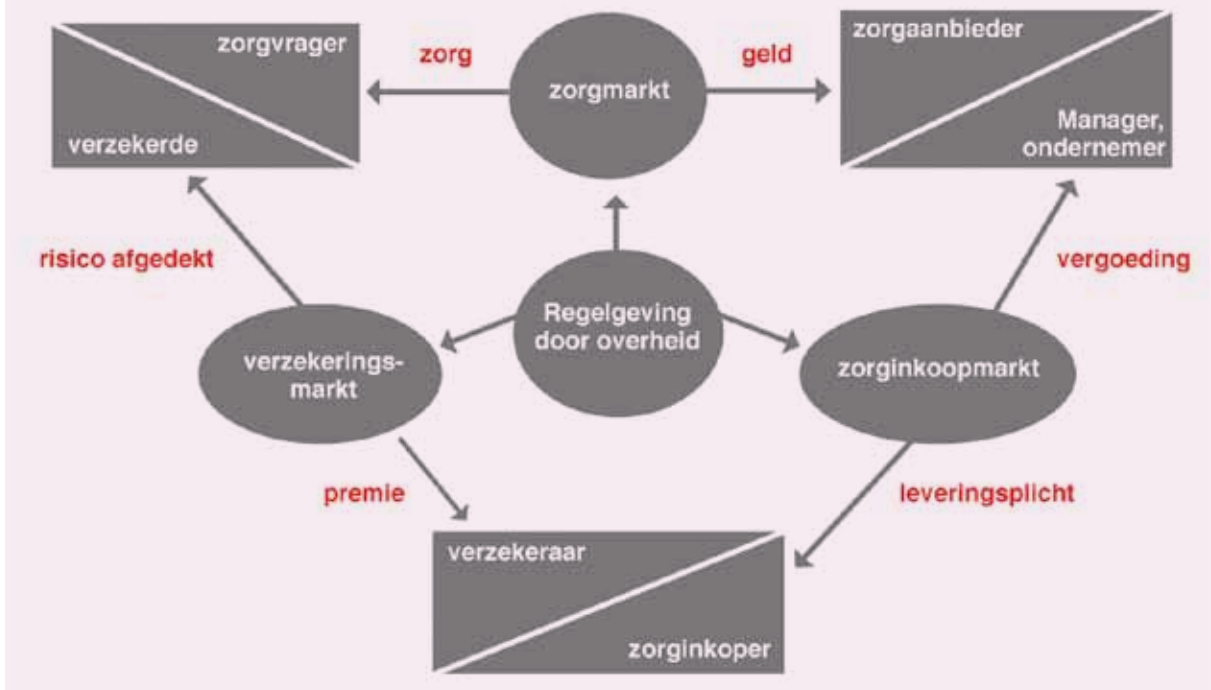 zorgvrager
verzekerde
zorg
zorgmarkt
geld
zorgaanbieder
Manager,
ondernemer
risico afgedekt
vergoeding
Regelgeving
door overheid
verzekerings-
markt
zorginkoopmarkt
premie
leveringsplicht
verzekeraar
zorginkoper